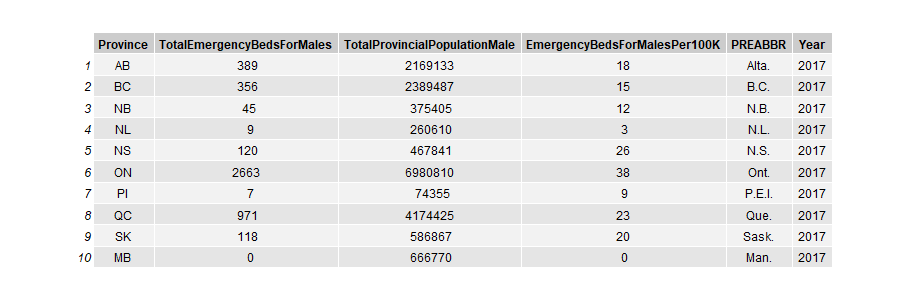 Province TotalEmergencyBedsForMales TotalProvincialPopulationMale EmergencyBedsForMalesPer100K PREABBR Year
1 AB 389 2169133 18 Alta. 2017
2 BC 356 2389487 15 B.C. 2017
3 NB 45 375405 12 N.B. 2017
4 NL 9 260610 3 N.L. 2017
5 NS 120 467841 26 N.S. 2017
6 ON 2663 6980810 38 Ont. 2017
7 PI 7 74355 9 P.E.I. 2017
8 QC 971 4174425 23 Que. 2017
9 SK 118 586867 20 Sask. 2017
10 MB 0 666770 0 Man. 2017